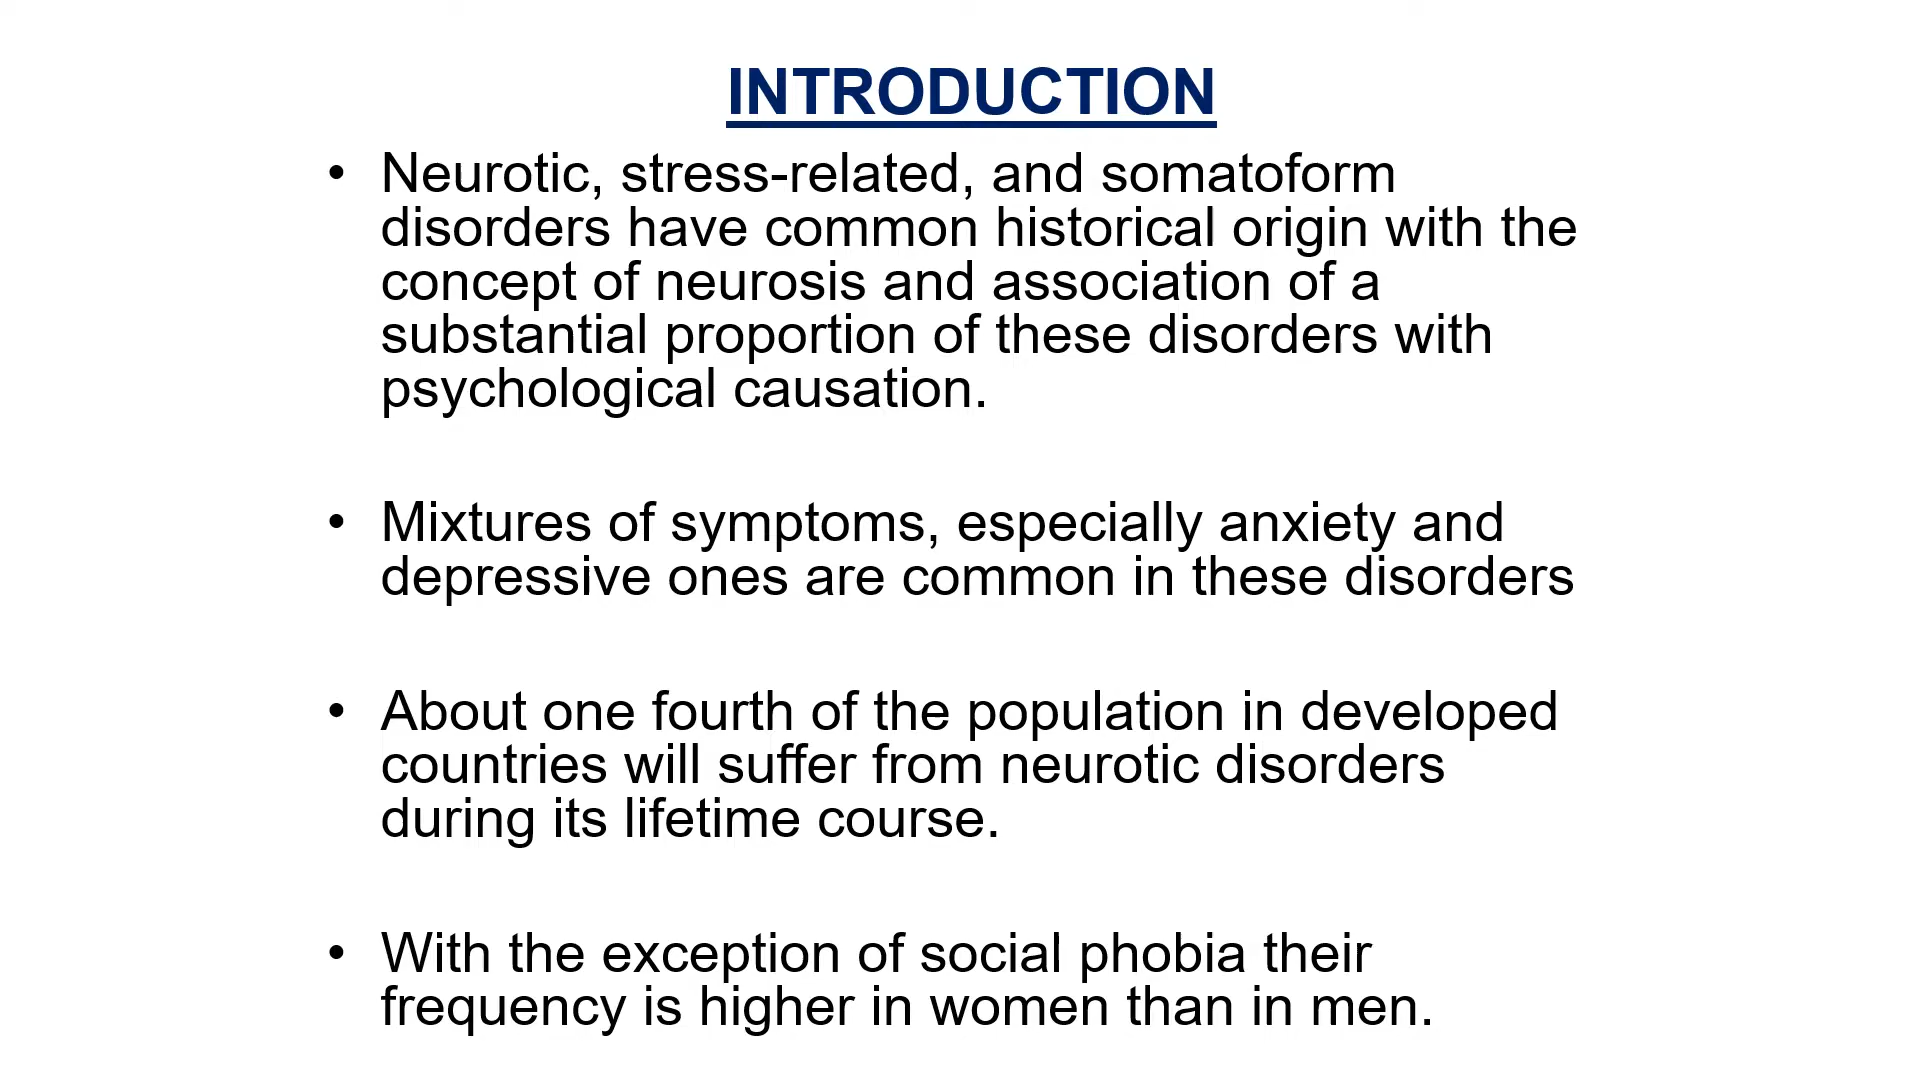 INTRODUCTION
• Neurotic, stress-related, and somatoform
disorders have common historical origin with the
concept of neurosis and association of a
substantial proportion of these disorders with
psychological causation.
• Mixtures of symptoms, especially anxiety and
depressive ones are common in these disorders
• About one fourth of the population in developed
countries will suffer from neurotic disorders
during its lifetime course.
• With the exception of social phobia their
frequency is higher in women than in men.